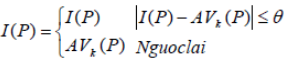 I(P) = { I(P)   |I(P) − AV_k(P)| ≤ θ
AV_k(P)   Nguoclai